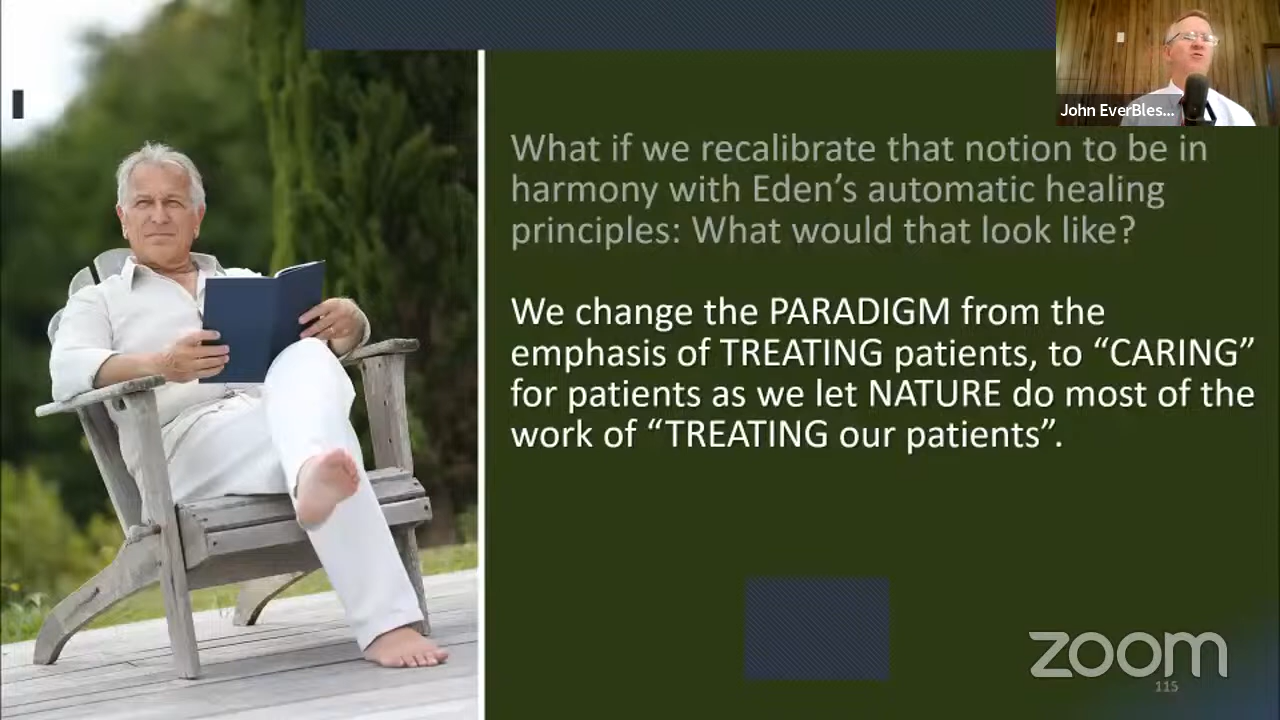 John EverBles...
What if we recalibrate that notion to be in
harmony with Eden’s automatic healing
principles: What would that look like?
We change the PARADIGM from the
emphasis of TREATING patients, to “CARING”
for patients as we let NATURE do most of the
work of “TREATING our patients”.
zoom
115